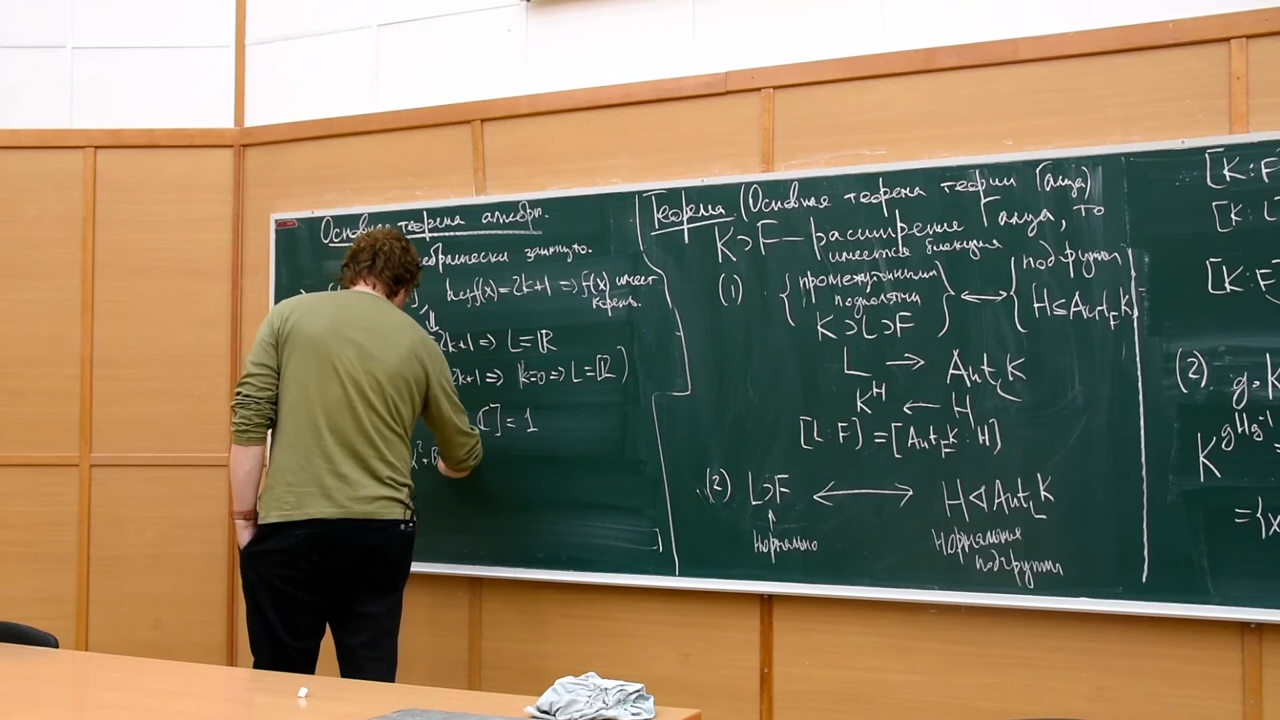 Основная теорема алгебр.
ебраически замкнуто.
f(x)=2k+1 ⇒ f(x) имеет
корень.
2k+1 ⇒ L=ℝ
2k+1 ⇒ k=0 ⇒ L=ℝ)
ℂ]=1
Теорема (Основная теорема теории Галуа)
K⊃F — расширение Галуа, то
имеется биекция
(1) {промежуточными подполями K⊃L⊃F} ⟷ {подгрупп H≤Aut_F K}
L → Aut_L K
K^H ← H
[L:F]=[Aut_F K:H]
(2) L⊃F ⟷ H⊲Aut_L K
нормально
нормальные
подгруппы
[K:F
[K:L
[K:F
(2). g∘K
K^{gHg^{-1}} =
={x